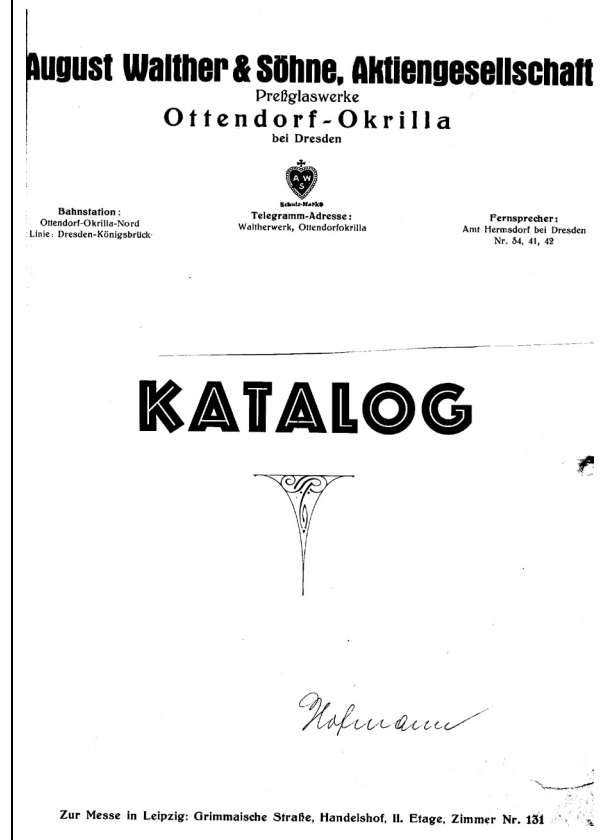 August Walther & Söhne, Aktiengesellschaft
Preßglaswerke
Ottendorf-Okrilla
bei Dresden
A W
S
Schutz-Marke
Bahnstation:
Ottendorf-Okrilla-Nord
Linie: Dresden-Königsbrück
Telegramm-Adresse:
Waltherwerk, Ottendorfokrilla
Fernsprecher:
Amt Hermsdorf bei Dresden
Nr. 34, 41, 42
KATALOG
Hofmann
Zur Messe in Leipzig: Grimmaische Straße, Handelshof, II. Etage, Zimmer Nr. 131